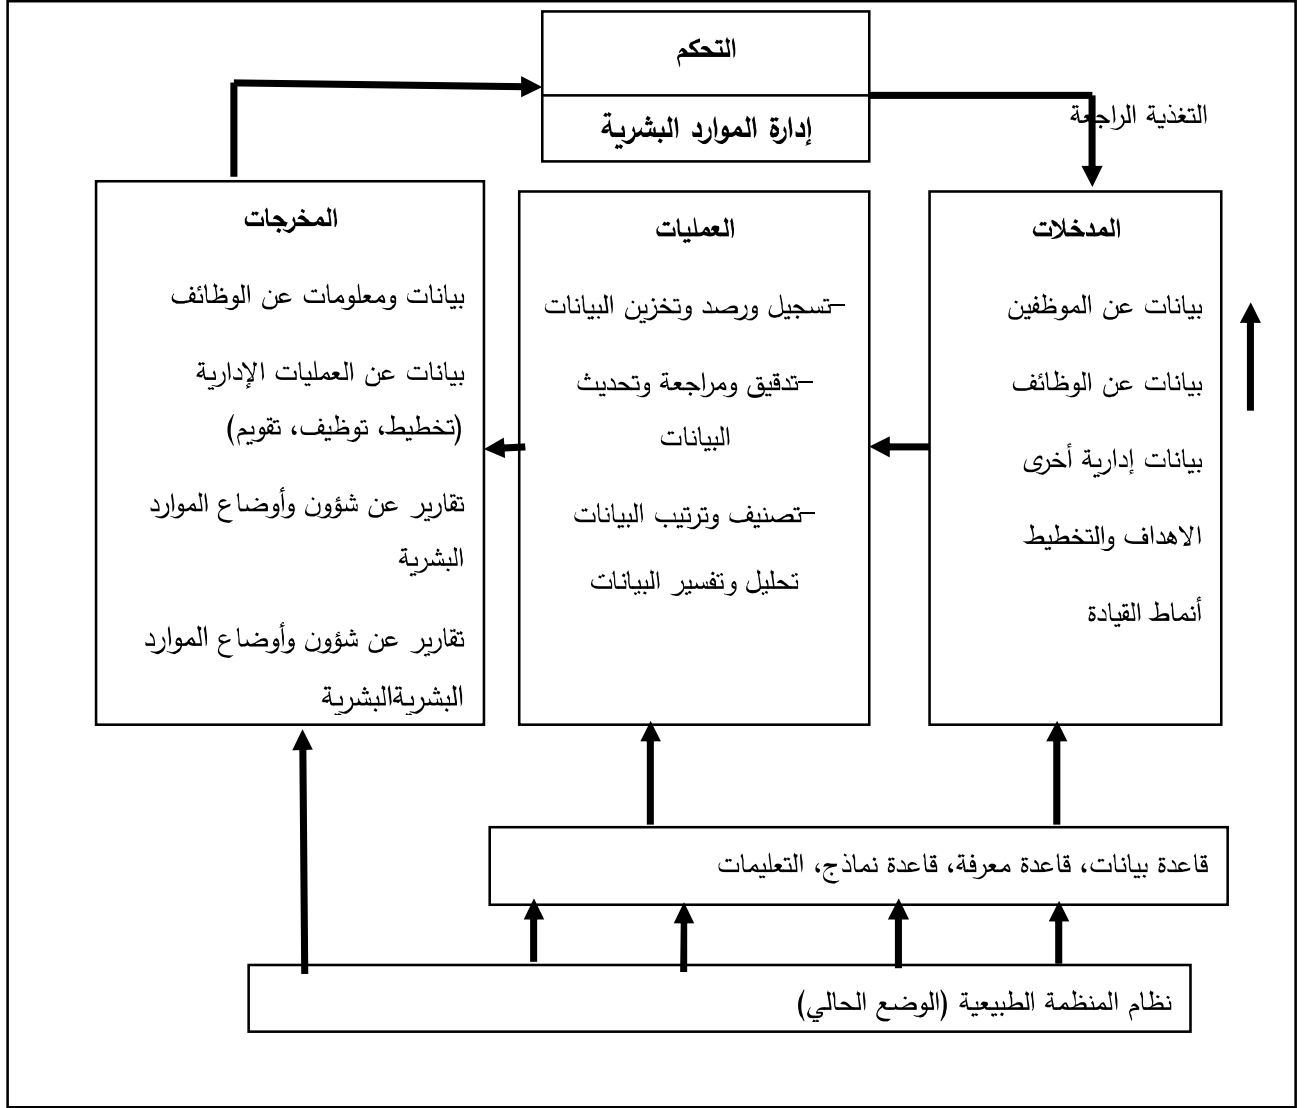 التحكم
إدارة الموارد البشرية
التغذية الراجعة
المدخلات
بيانات عن الموظفين
بيانات عن الوظائف
بيانات إدارية أخرى
الاهداف والتخطيط
أنماط القيادة
العمليات
–تسجيل ورصد وتخزين البيانات
–تدقيق ومراجعة وتحديث
البيانات
–تصنيف وترتيب البيانات
تحليل وتفسير البيانات
المخرجات
بيانات ومعلومات عن الوظائف
بيانات عن العمليات الإدارية
(تخطيط، توظيف، تقويم)
تقارير عن شؤون وأوضاع الموارد
البشرية
تقارير عن شؤون وأوضاع الموارد
البشريةالبشرية
قاعدة بيانات، قاعدة معرفة، قاعدة نماذج، التعليمات
نظام المنظمة الطبيعية (الوضع الحالي)